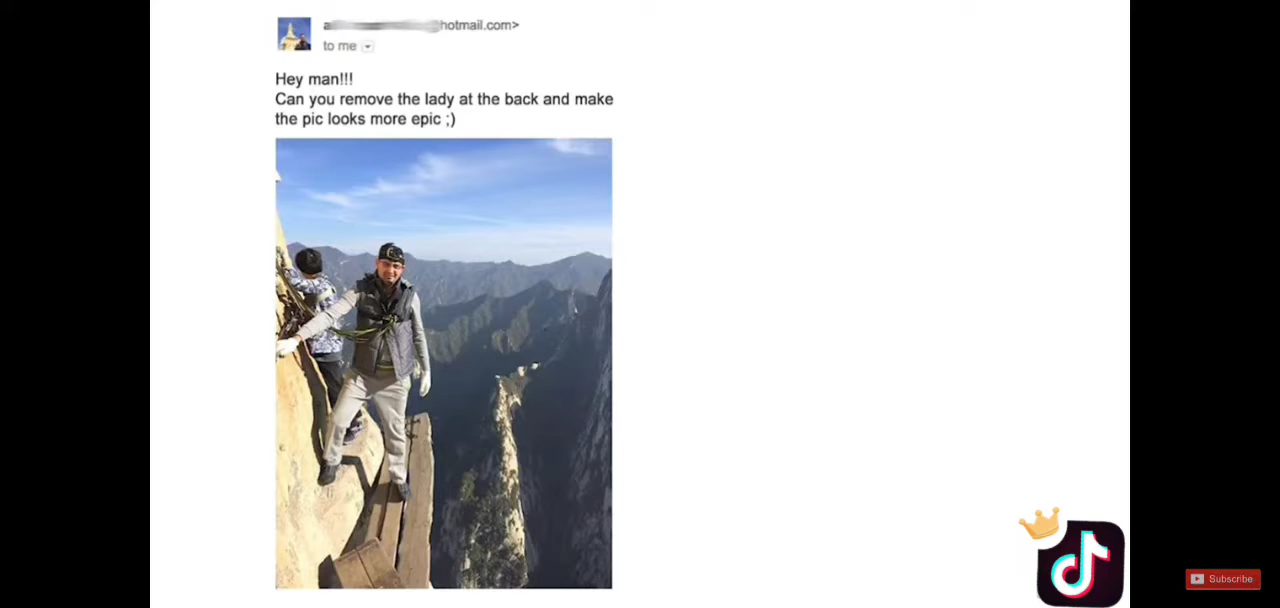 @hotmail.com>
to me
Hey man!!!
Can you remove the lady at the back and make
the pic looks more epic ;)
Subscribe